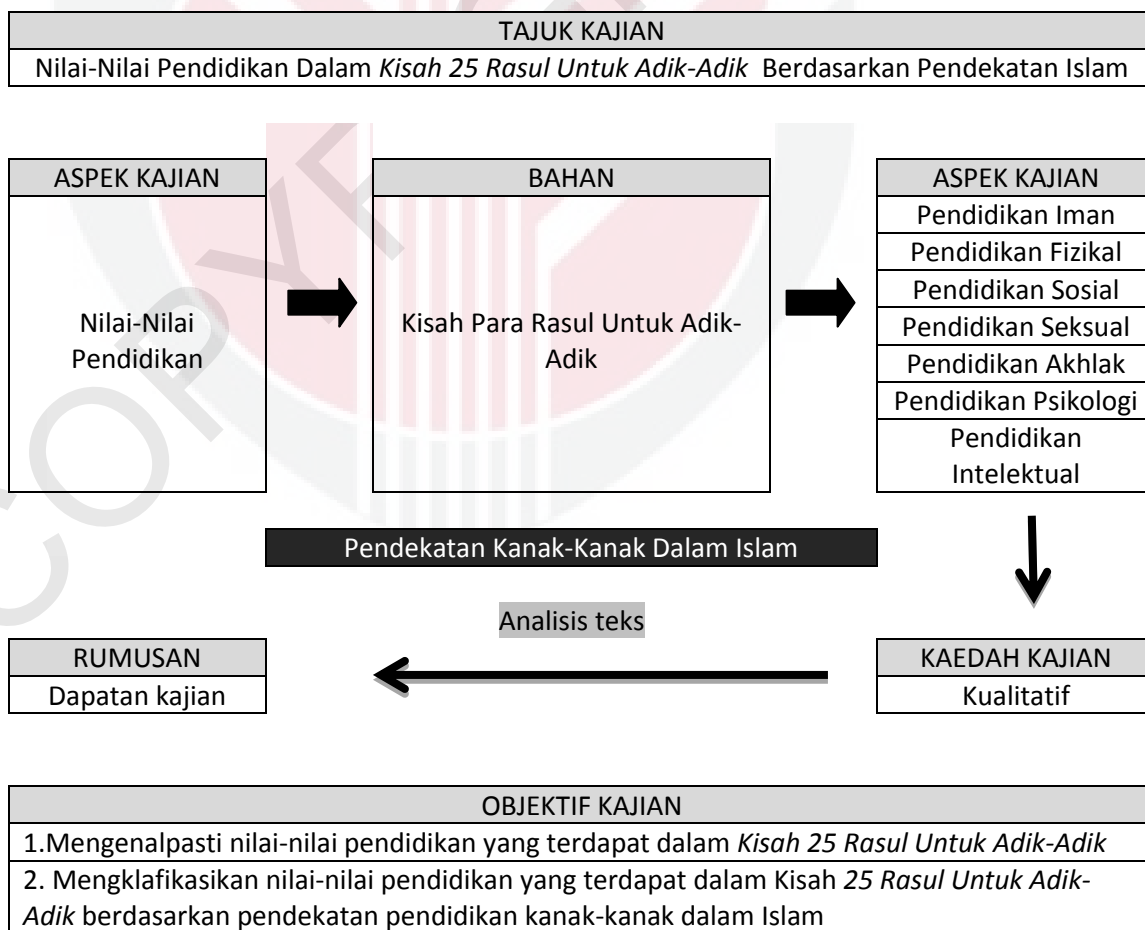 TAJUK KAJIAN
Nilai-Nilai Pendidikan Dalam Kisah 25 Rasul Untuk Adik-Adik Berdasarkan Pendekatan Islam
ASPEK KAJIAN
Nilai-Nilai
Pendidikan
BAHAN
Kisah Para Rasul Untuk Adik-
Adik
ASPEK KAJIAN
Pendidikan Iman
Pendidikan Fizikal
Pendidikan Sosial
Pendidikan Seksual
Pendidikan Akhlak
Pendidikan Psikologi
Pendidikan
Intelektual
Pendekatan Kanak-Kanak Dalam Islam
Analisis teks
KAEDAH KAJIAN
Kualitatif
RUMUSAN
Dapatan kajian
OBJEKTIF KAJIAN
1.Mengenalpasti nilai-nilai pendidikan yang terdapat dalam Kisah 25 Rasul Untuk Adik-Adik
2. Mengklafikasikan nilai-nilai pendidikan yang terdapat dalam Kisah 25 Rasul Untuk Adik-
Adik berdasarkan pendekatan pendidikan kanak-kanak dalam Islam